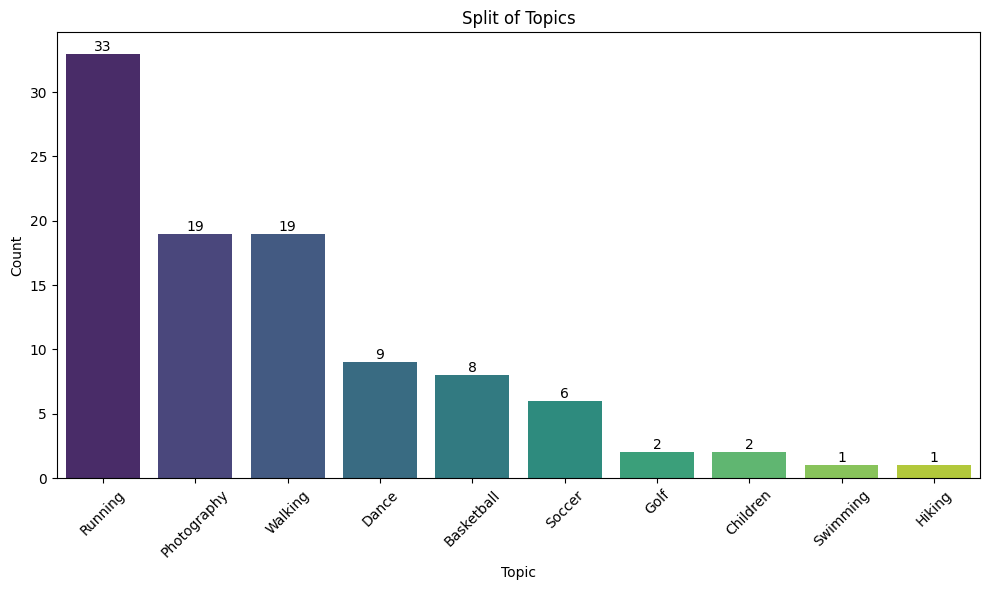 Split of Topics
33
19
19
9
8
6
2
2
1
1
30
25
20
15
10
5
0
Count
Running
Photography
Walking
Dance
Basketball
Soccer
Golf
Children
Swimming
Hiking
Topic